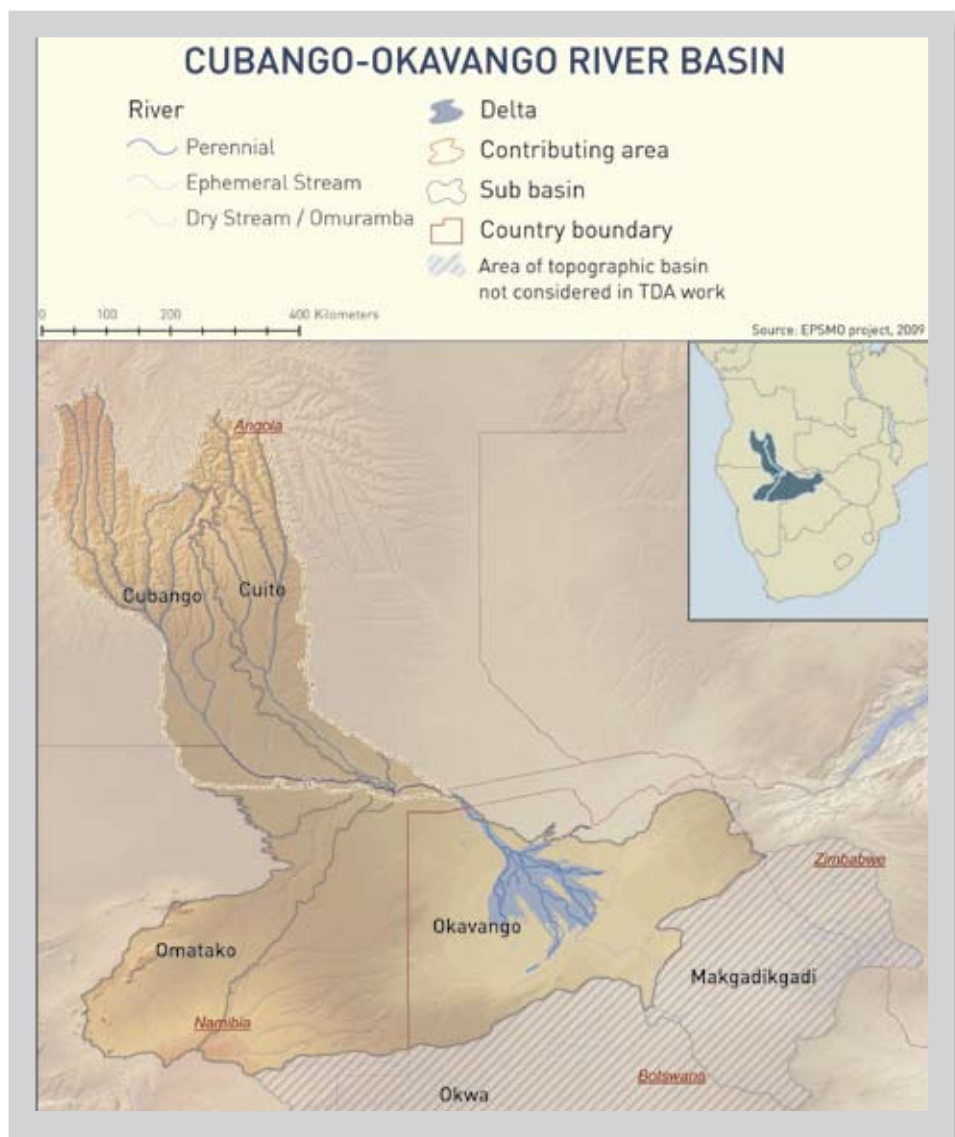 CUBANGO-OKAVANGO RIVER BASIN
River
Perennial
Ephemeral Stream
Dry Stream / Omuramba
Delta
Contributing area
Sub basin
Country boundary
Area of topographic basin
not considered in TDA work
0 100 200 400 Kilometers
Source: EPSMO project, 2009
Angola
Cubango
Cuito
Zimbabwe
Okavango
Omatako
Makgadikgadi
Namibia
Botswana
Okwa